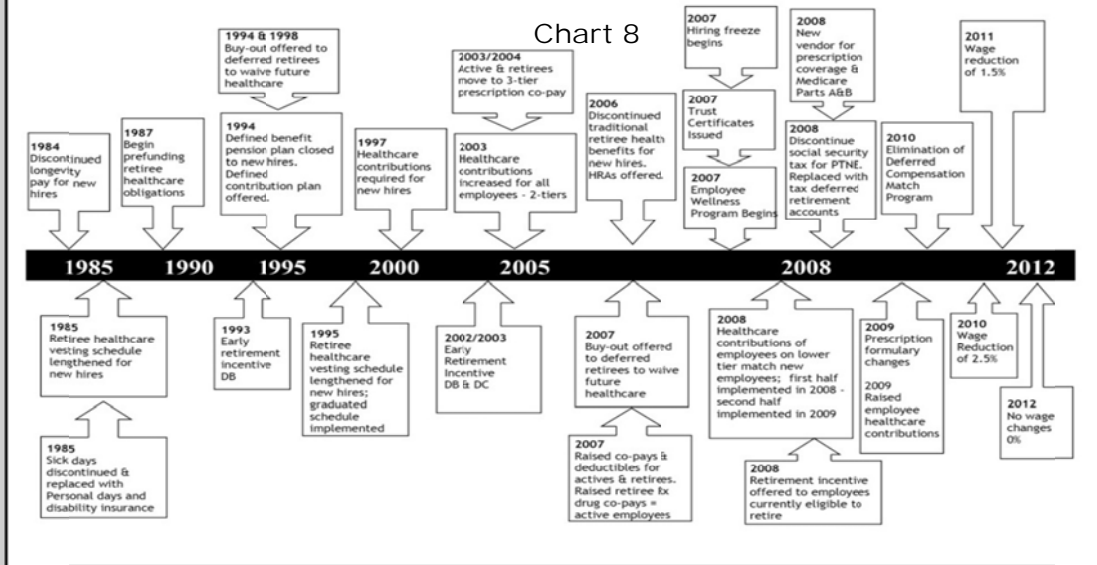 Chart 8
1984
Discontinued
longevity
pay for new
hires
1987
Begin
prefunding
retiree
healthcare
obligations
1994 & 1998
Buy-out offered to
deferred retirees
to waive future
healthcare
1994
Defined benefit
pension plan closed
to new hires.
Defined
contribution plan
offered.
1997
Healthcare
contributions
required for
new hires
2003/2004
Active & retirees
move to 3-tier
prescription co-pay
2003
Healthcare
contributions
increased for all
employees - 2-tiers
2006
Discontinued
traditional
retiree health
benefits for
new hires.
HRAs offered.
2007
Hiring freeze
begins
2007
Trust
Certificates
Issued
2007
Employee
Wellness
Program Begins
2008
New
vendor for
prescription
coverage &
Medicare
Parts A&B
2008
Discontinue
social security
tax for PTNE.
Replaced with
tax deferred
retirement
accounts
2010
Elimination of
Deferred
Compensation
Match
Program
2011
Wage
reduction
of 1.5%
1985 1990 1995 2000 2005 2008 2012
1985
Retiree healthcare
vesting schedule
lengthened for
new hires
1985
Sick days
discontinued &
replaced with
Personal days and
disability insurance
1993
Early
retirement
incentive
DB
1995
Retiree
healthcare
vesting schedule
lengthened for
new hires;
graduated
schedule
implemented
2002/2003
Early
Retirement
Incentive
DB & DC
2007
Buy-out offered
to deferred
retirees to waive
future
healthcare
2007
Raised co-pays &
deductibles for
actives & retirees.
Raised retiree Rx
drug co-pays =
active employees
2008
Healthcare
contributions of
employees on lower
tier match new
employees; first half
implemented in 2008 -
second half
implemented in 2009
2008
Retirement incentive
offered to employees
currently eligible to
retire
2009
Prescription
formulary
changes
2009
Raised
employee
healthcare
contributions
2010
Wage
Reduction
of 2.5%
2012
No wage
changes
0%